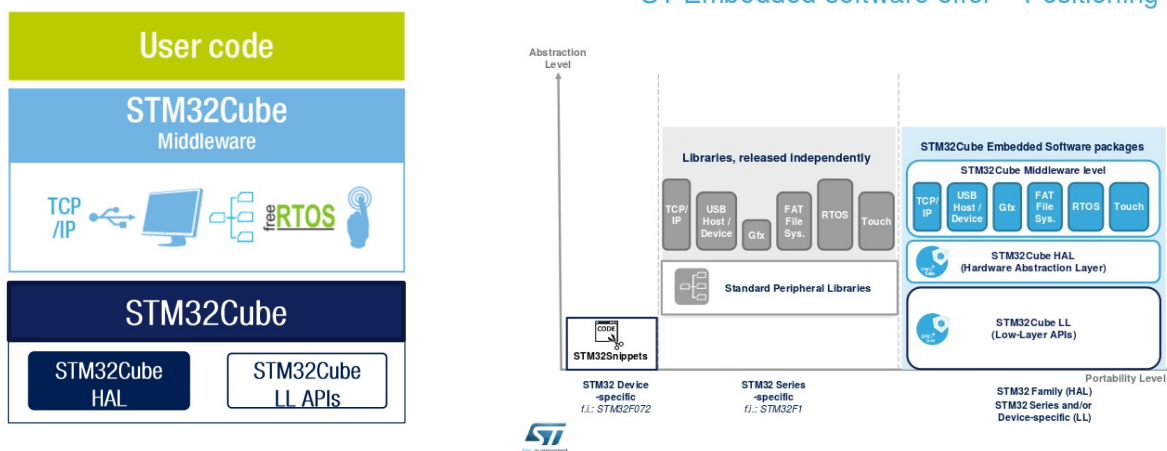 User code
STM32Cube
Middleware
TCP
/IP
free RTOS
STM32Cube
STM32Cube
HAL
STM32Cube
LL APIs
Positioning
Abstraction
Level
Libraries, released independently
TCP/
IP
USB
Host /
Device
Gfx
FAT
File
Sys.
RTOS
Touch
Standard Peripheral Libraries
CODE
STM32Snippets
STM32Cube Embedded Software packages
STM32Cube Middleware level
TCP/
IP
USB
Host /
Device
Gfx
FAT
File
Sys.
RTOS
Touch
STM32Cube HAL
(Hardware Abstraction Layer)
STM32Cube LL
(Low-Layer APIs)
Portability Level
STM32 Device
-specific
f.i.: STM32F072
STM32 Series
-specific
f.i.: STM32F1
STM32 Family (HAL)
STM32 Series and/or
Device-specific (LL)
ST